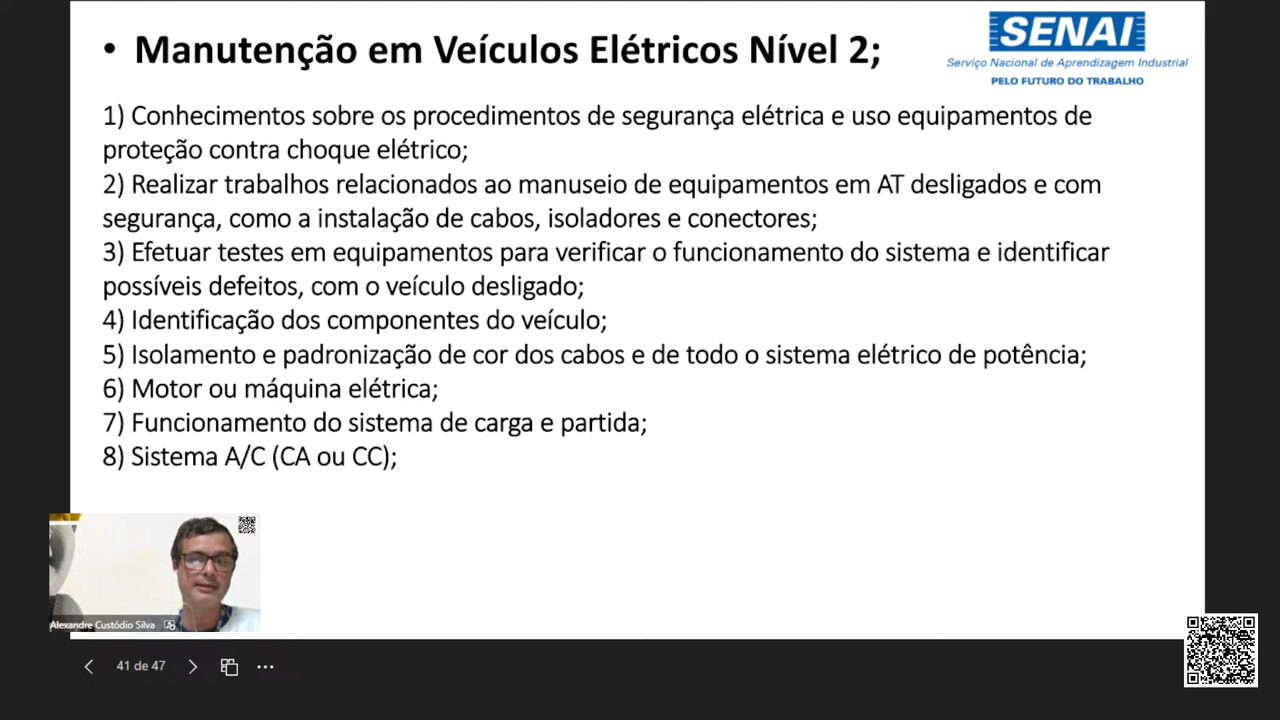 • Manutenção em Veículos Elétricos Nível 2;
SENAI
Serviço Nacional de Aprendizagem Industrial
PELO FUTURO DO TRABALHO
1) Conhecimentos sobre os procedimentos de segurança elétrica e uso equipamentos de
proteção contra choque elétrico;
2) Realizar trabalhos relacionados ao manuseio de equipamentos em AT desligados e com
segurança, como a instalação de cabos, isoladores e conectores;
3) Efetuar testes em equipamentos para verificar o funcionamento do sistema e identificar
possíveis defeitos, com o veículo desligado;
4) Identificação dos componentes do veículo;
5) Isolamento e padronização de cor dos cabos e de todo o sistema elétrico de potência;
6) Motor ou máquina elétrica;
7) Funcionamento do sistema de carga e partida;
8) Sistema A/C (CA ou CC);
Alexandre Custódio Silva
41 de 47